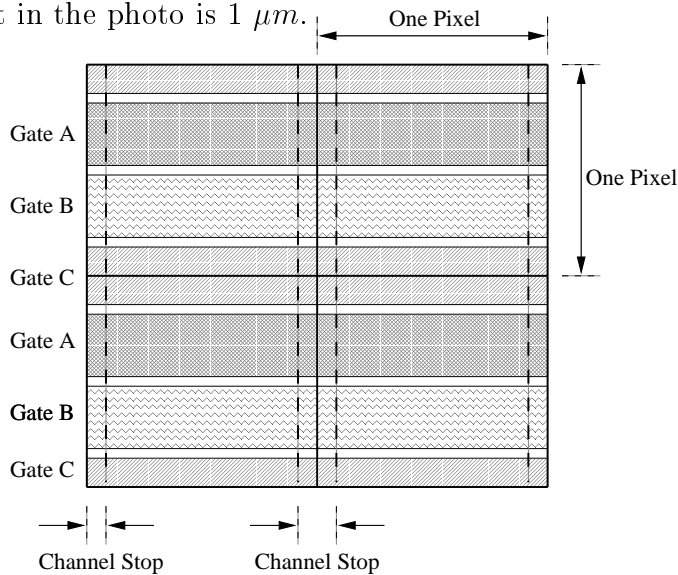 t in the photo is 1 μm.
One Pixel
Gate A
One Pixel
Gate B
Gate C
Gate A
Gate B
Gate C
Channel Stop
Channel Stop